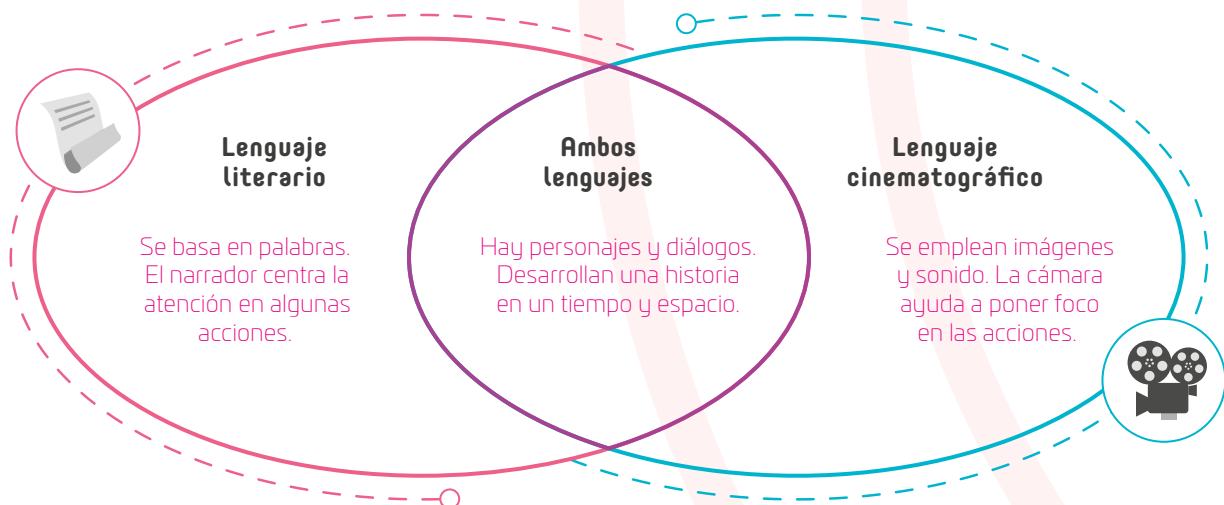 Lenguaje
literario
Se basa en palabras.
El narrador centra la
atención en algunas
acciones.
Ambos
lenguajes
Hay personajes y diálogos.
Desarrollan una historia
en un tiempo y espacio.
Lenguaje
cinematográfico
Se emplean imágenes
y sonido. La cámara
ayuda a poner foco
en las acciones.